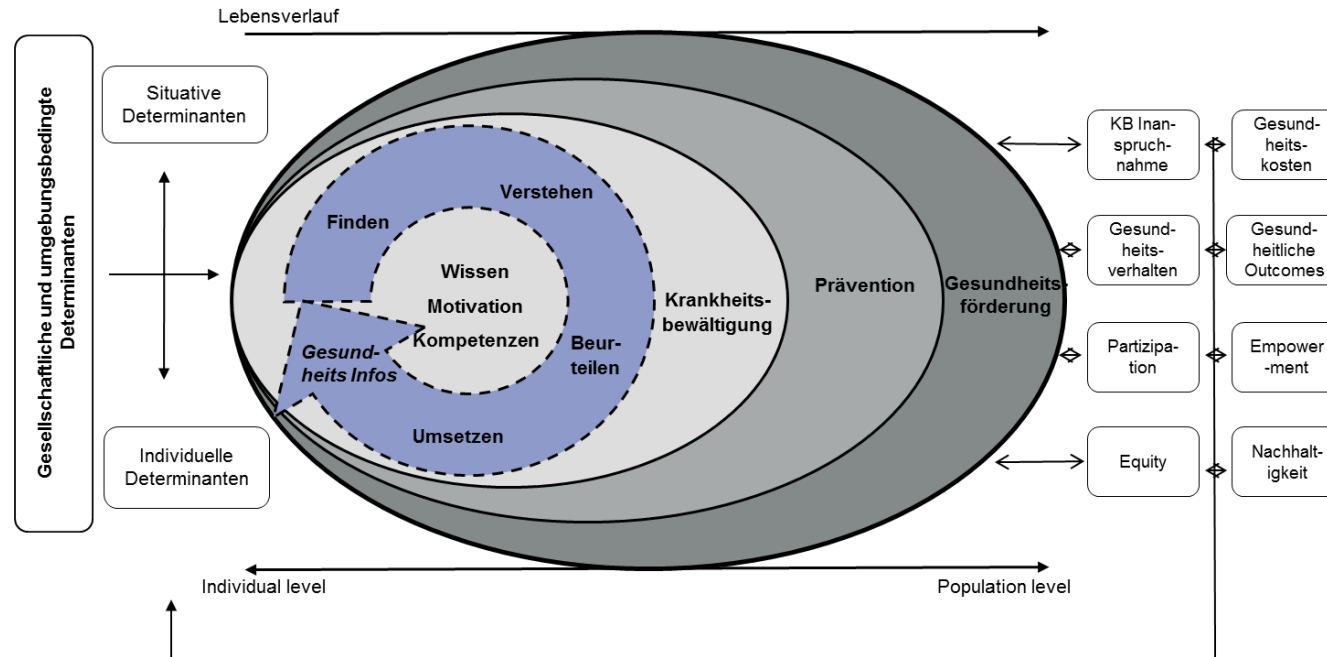 Lebensverlauf
Gesellschaftliche und umgebungsbedingte
Determinanten
Situative
Determinanten
Individuelle
Determinanten
Finden
Verstehen
Wissen
Motivation
Kompetenzen
Beur-
teilen
Gesund-
heits Infos
Umsetzen
Krankheits-
bewältigung
Prävention
Gesundheits-
förderung
KB Inan-
spruch-
nahme
Gesund-
heits-
kosten
Gesund-
heits-
verhalten
Gesund-
heitliche
Outcomes
Partizipa-
tion
Empower
-ment
Equity
Nachhalt-
igkeit
Individual level
Population level